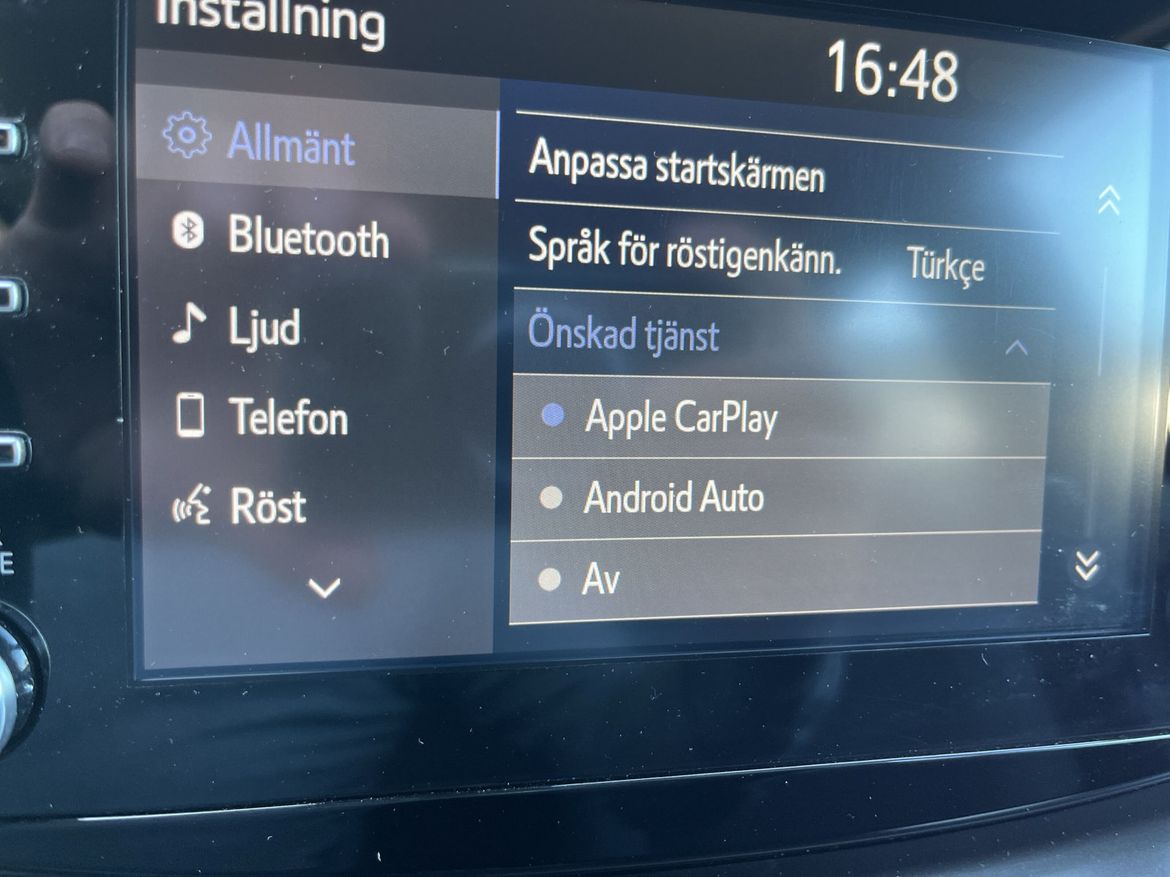 Inställning
16:48
Allmänt
Bluetooth
Ljud
Telefon
Röst
Anpassa startskärmen
Språk för röstigenkänn. Türkçe
Önskad tjänst
Apple CarPlay
Android Auto
Av
E